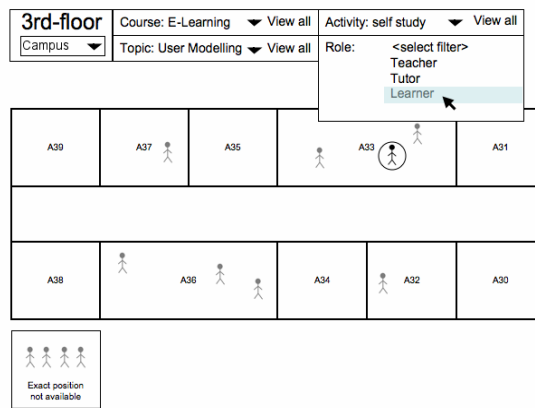 3rd-floor
Campus
Course: E-Learning View all
Topic: User Modelling View all
Activity: self study View all
Role: <select filter>
Teacher
Tutor
Learner
A39 A37 A35 A33 A31
A38 A36 A34 A32 A30
Exact position
not available